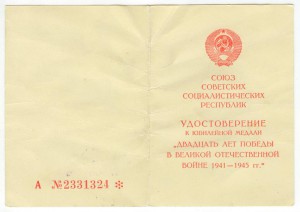 СОЮЗ
СОВЕТСКИХ
СОЦИАЛИСТИЧЕСКИХ
РЕСПУБЛИК
УДОСТОВЕРЕНИЕ
К ЮБИЛЕЙНОЙ МЕДАЛИ
„ДВАДЦАТЬ ЛЕТ ПОБЕДЫ
В ВЕЛИКОЙ ОТЕЧЕСТВЕННОЙ
ВОЙНЕ 1941—1945 гг.“
А №2331324 *